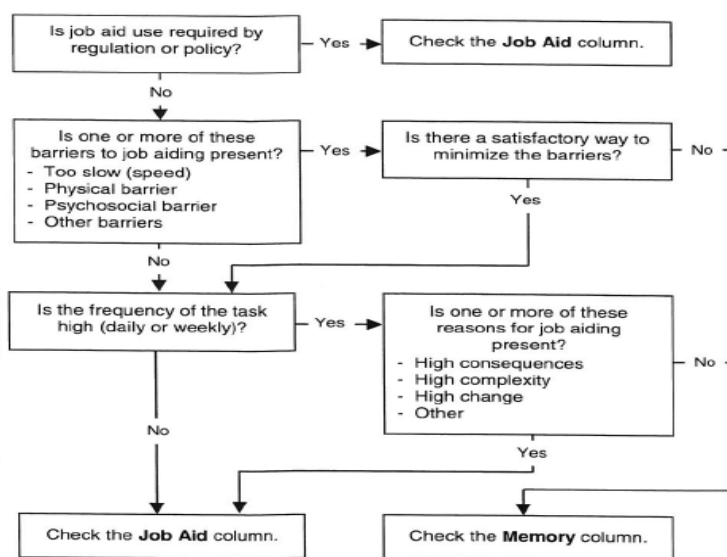 Is job aid use required by
regulation or policy?
Yes
Check the Job Aid column.
No
Is one or more of these
barriers to job aiding present?
- Too slow (speed)
- Physical barrier
- Psychosocial barrier
- Other barriers
Yes
Is there a satisfactory way to
minimize the barriers?
No
Yes
No
Is the frequency of the task
high (daily or weekly)?
Yes
Is one or more of these
reasons for job aiding
present?
- High consequences
- High complexity
- High change
- Other
No
No
Yes
Check the Job Aid column.
Check the Memory column.